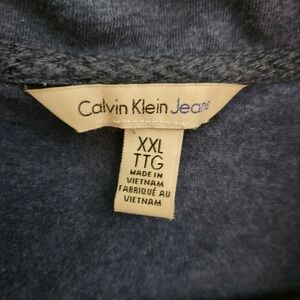 Calvin Klein Jeans
XXL
TTG
MADE IN
VIETNAM
FABRIQUÉ AU
VIETNAM